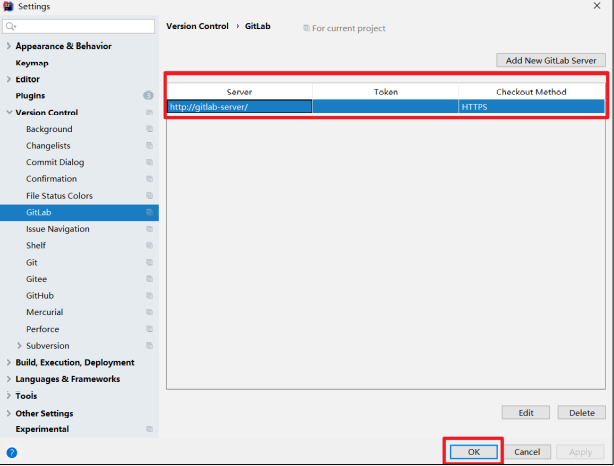 Settings
Version Control › GitLab
For current project
Appearance & Behavior
Keymap
Editor
Plugins
3
Version Control
Background
Changelists
Commit Dialog
Confirmation
File Status Colors
GitLab
Issue Navigation
Shelf
Git
Gitee
GitHub
Mercurial
Perforce
Subversion
Build, Execution, Deployment
Languages & Frameworks
Tools
Other Settings
Experimental
Add New GitLab Server
Server Token Checkout Method
http://gitlab-server/ HTTPS
Edit Delete
? OK Cancel Apply